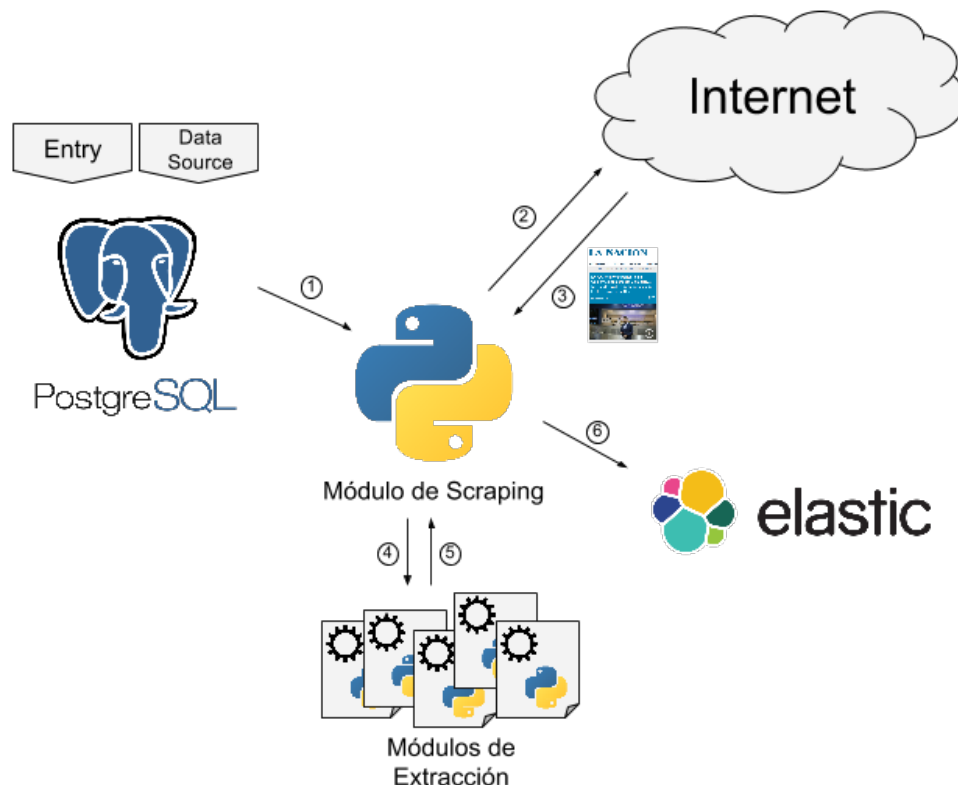 Internet
Entry
Data
Source
2
LA NACION
1
3
PostgreSQL
6
Módulo de Scraping
elastic
4
5
Módulos de
Extracción